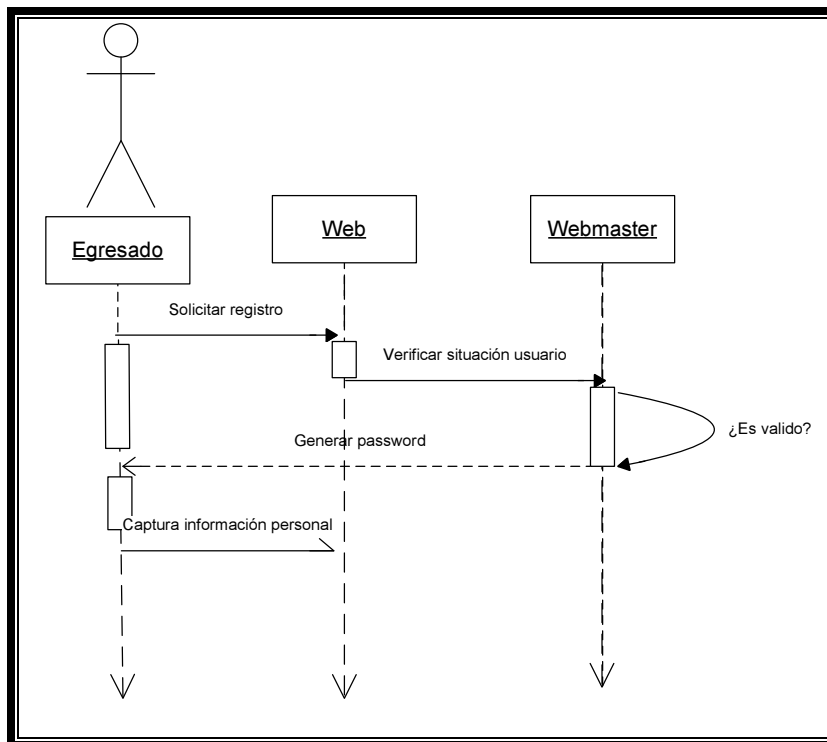 Egresado
Web
Webmaster
Solicitar registro
Verificar situación usuario
¿Es valido?
Generar password
Captura información personal